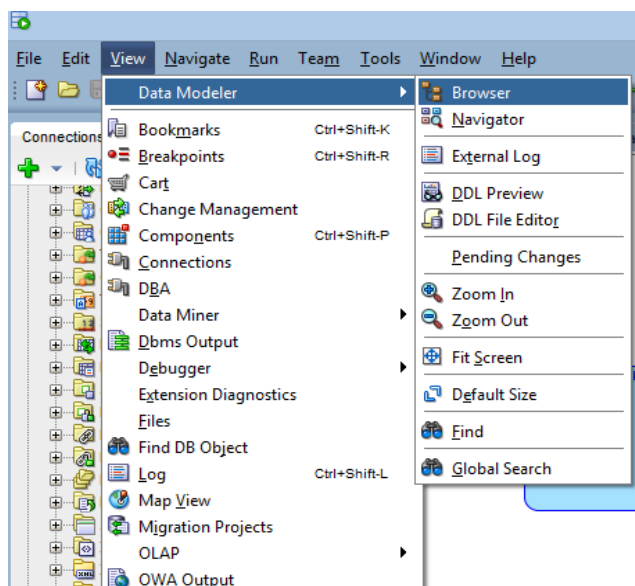 File Edit View Navigate Run Team Tools Window Help
Data Modeler
Connections
Bookmarks Ctrl+Shift-K
Breakpoints Ctrl+Shift-R
Cart
Change Management
Components Ctrl+Shift-P
Connections
DBA
Data Miner
Dbms Output
Debugger
Extension Diagnostics
Files
Find DB Object
Log Ctrl+Shift-L
Map View
Migration Projects
OLAP
OWA Output
Browser
Navigator
External Log
DDL Preview
DDL File Editor
Pending Changes
Zoom In
Zoom Out
Fit Screen
Default Size
Find
Global Search